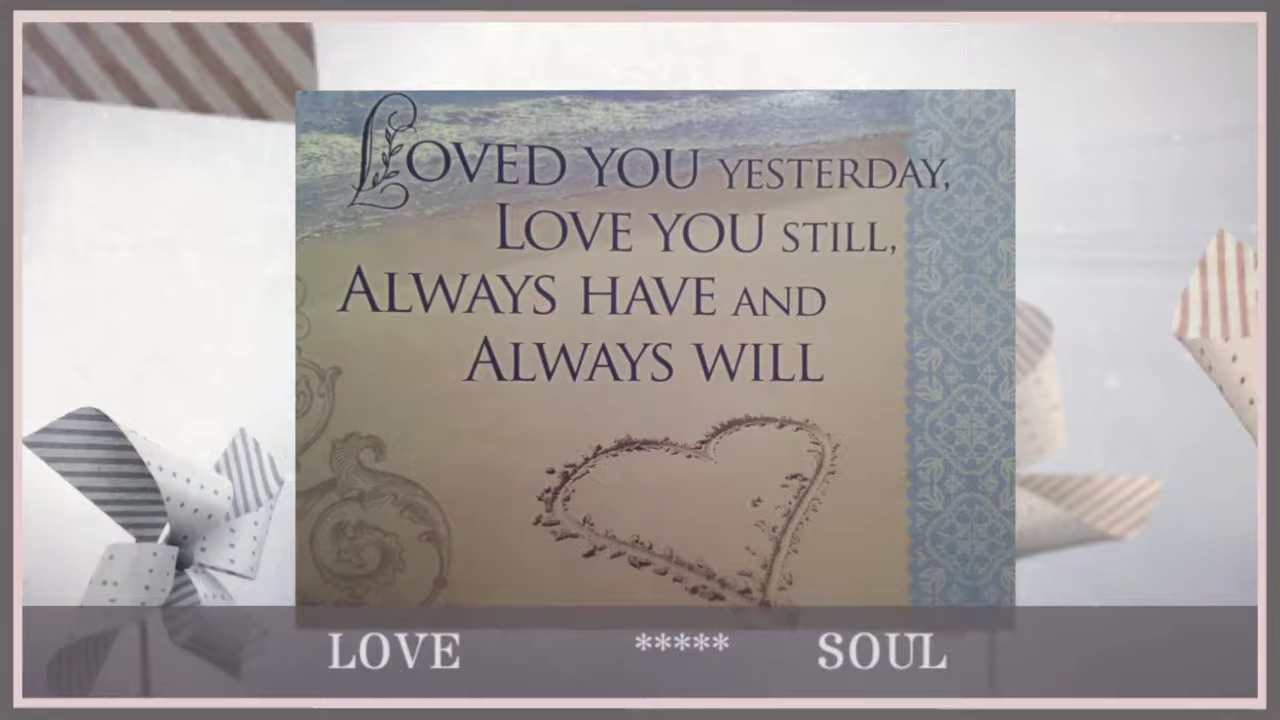 LOVED YOU YESTERDAY,
LOVE YOU STILL,
ALWAYS HAVE AND
ALWAYS WILL
LOVE ***** SOUL